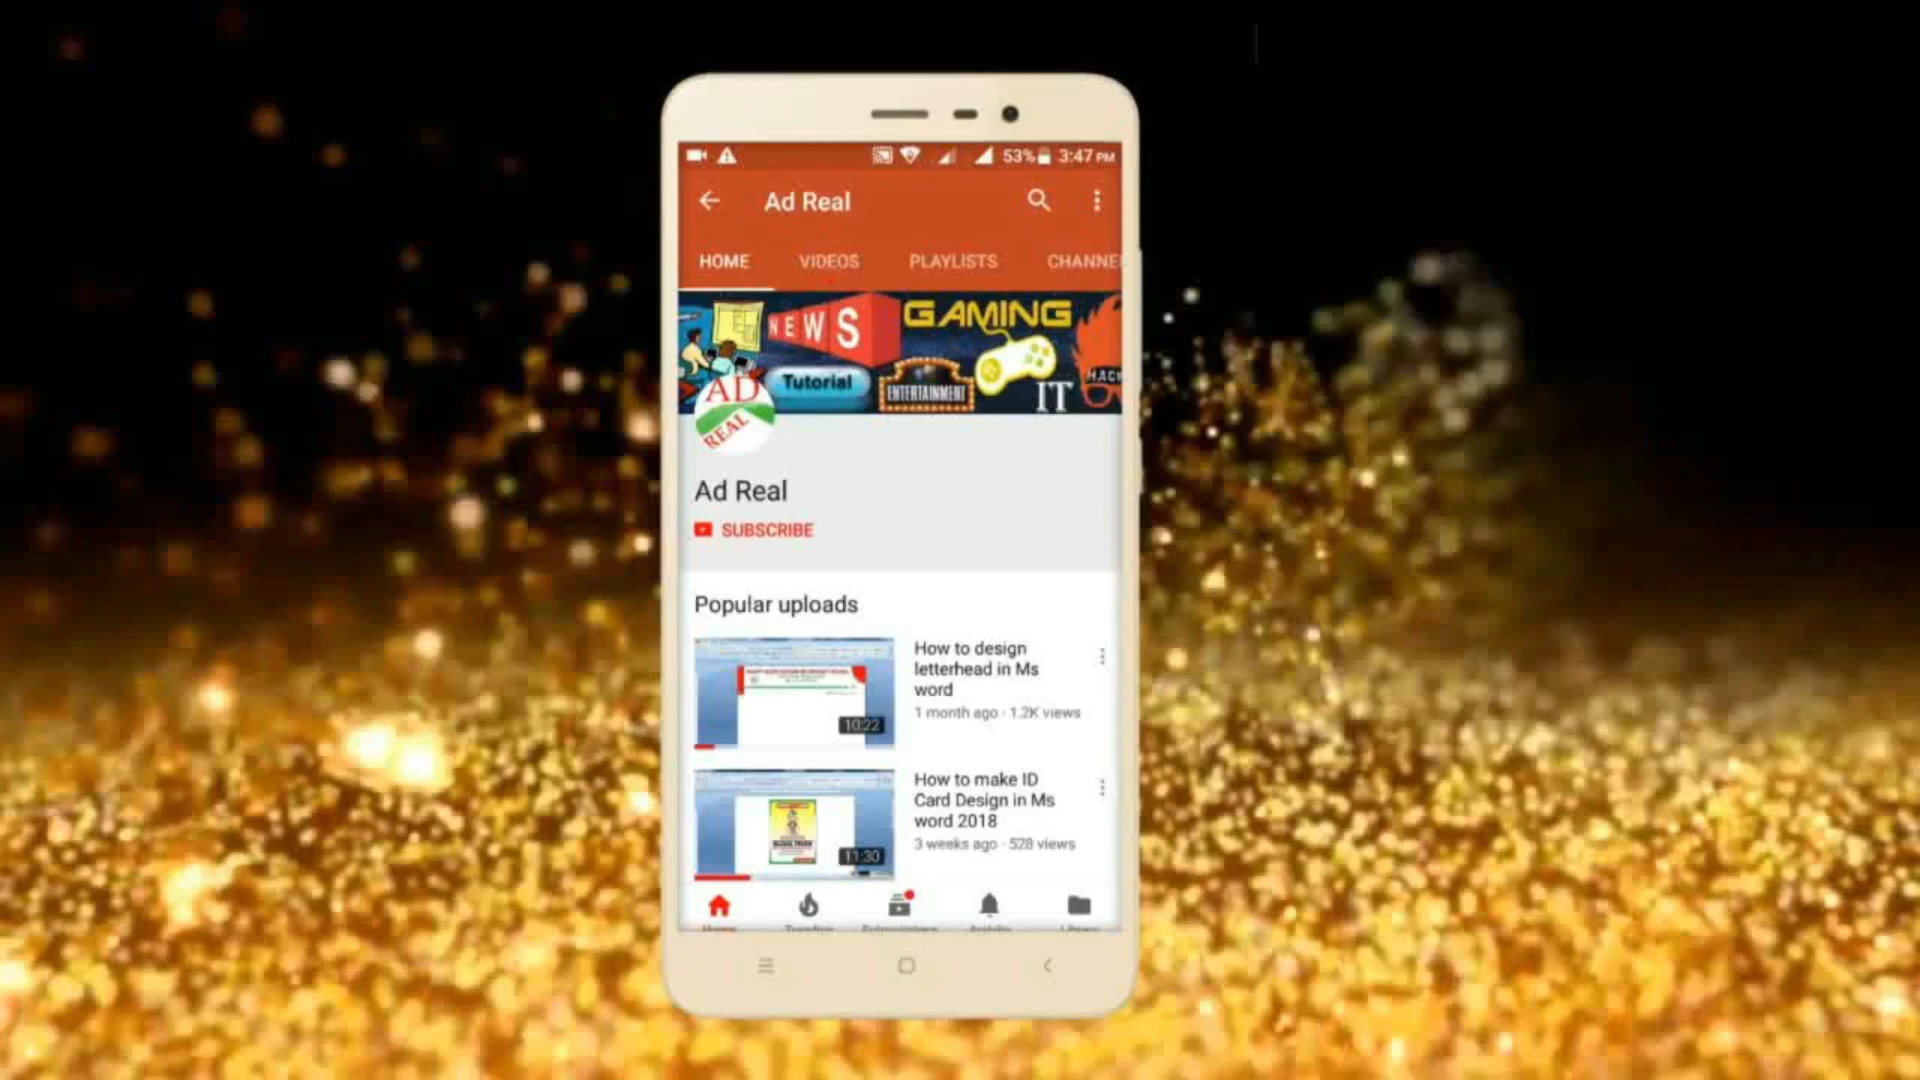 53% 3:47 PM
Ad Real
HOME VIDEOS PLAYLISTS CHANNE
NEWS GAMING
Tutorial ENTERTAINMENT IT HACK
AD
REAL
Ad Real
SUBSCRIBE
Popular uploads
How to design
letterhead in Ms
word
1 month ago · 1.2K views
10:22
How to make ID
Card Design in Ms
word 2018
3 weeks ago · 528 views
11:30